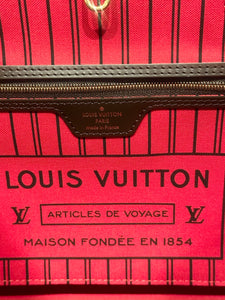 LOUIS VUITTON
PARIS
made in France
LOUIS VUITTON
LV
ARTICLES DE VOYAGE
LV
MAISON FONDÉE EN 1854